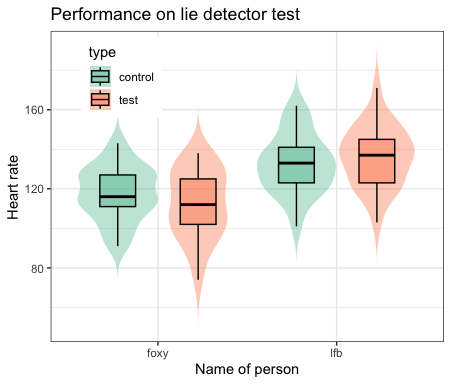 Performance on lie detector test
type
control
test
Heart rate
160
120
80
foxy
lfb
Name of person